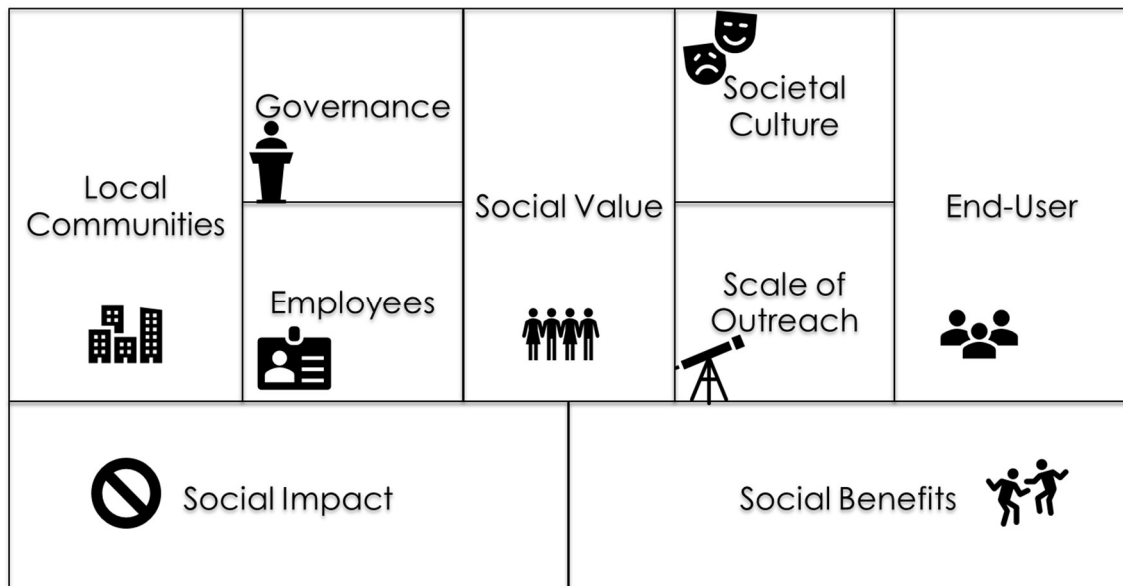 Local
Communities
Governance
Employees
Social Value
Societal
Culture
Scale of
Outreach
End-User
Social Impact
Social Benefits